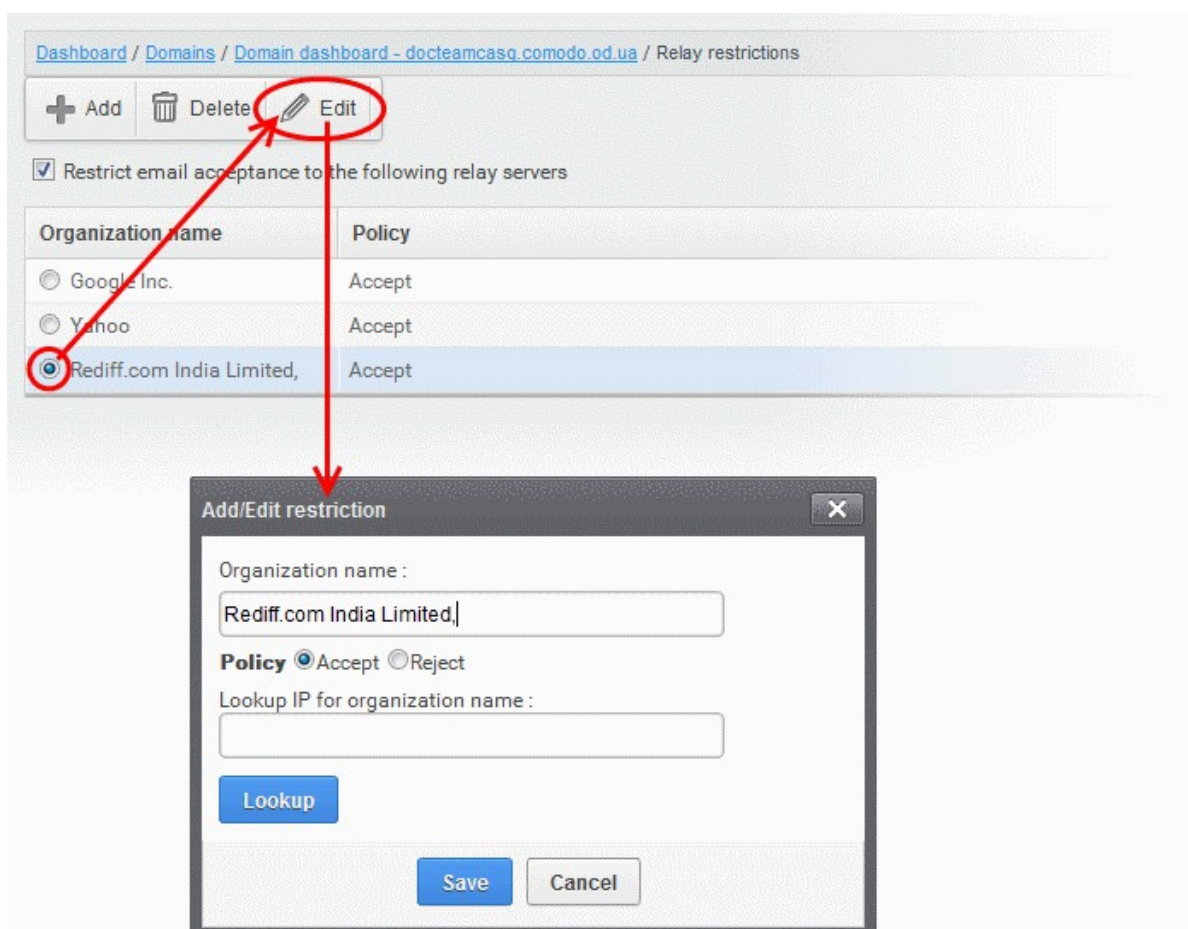 Dashboard / Domains / Domain dashboard - docteamcasg.comodo.od.ua / Relay restrictions
Add Delete Edit
Restrict email acceptance to the following relay servers
Organization name Policy
Google Inc. Accept
Yahoo Accept
Rediff.com India Limited, Accept
Add/Edit restriction
Organization name :
Rediff.com India Limited,
Policy Accept Reject
Lookup IP for organization name :
Lookup
Save Cancel